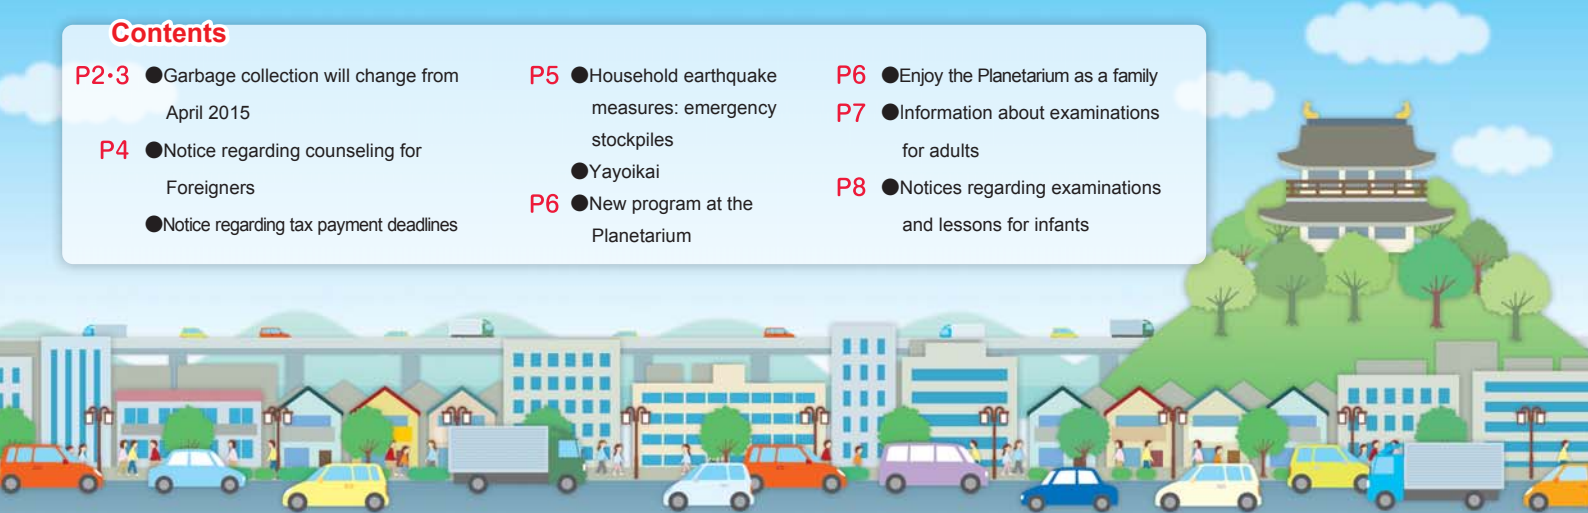 Contents
P2・3 ●Garbage collection will change from
April 2015
P4 ●Notice regarding counseling for
Foreigners
●Notice regarding tax payment deadlines
P5 ●Household earthquake
measures: emergency
stockpiles
●Yayoikai
P6 ●New program at the
Planetarium
P6 ●Enjoy the Planetarium as a family
P7 ●Information about examinations
for adults
P8 ●Notices regarding examinations
and lessons for infants